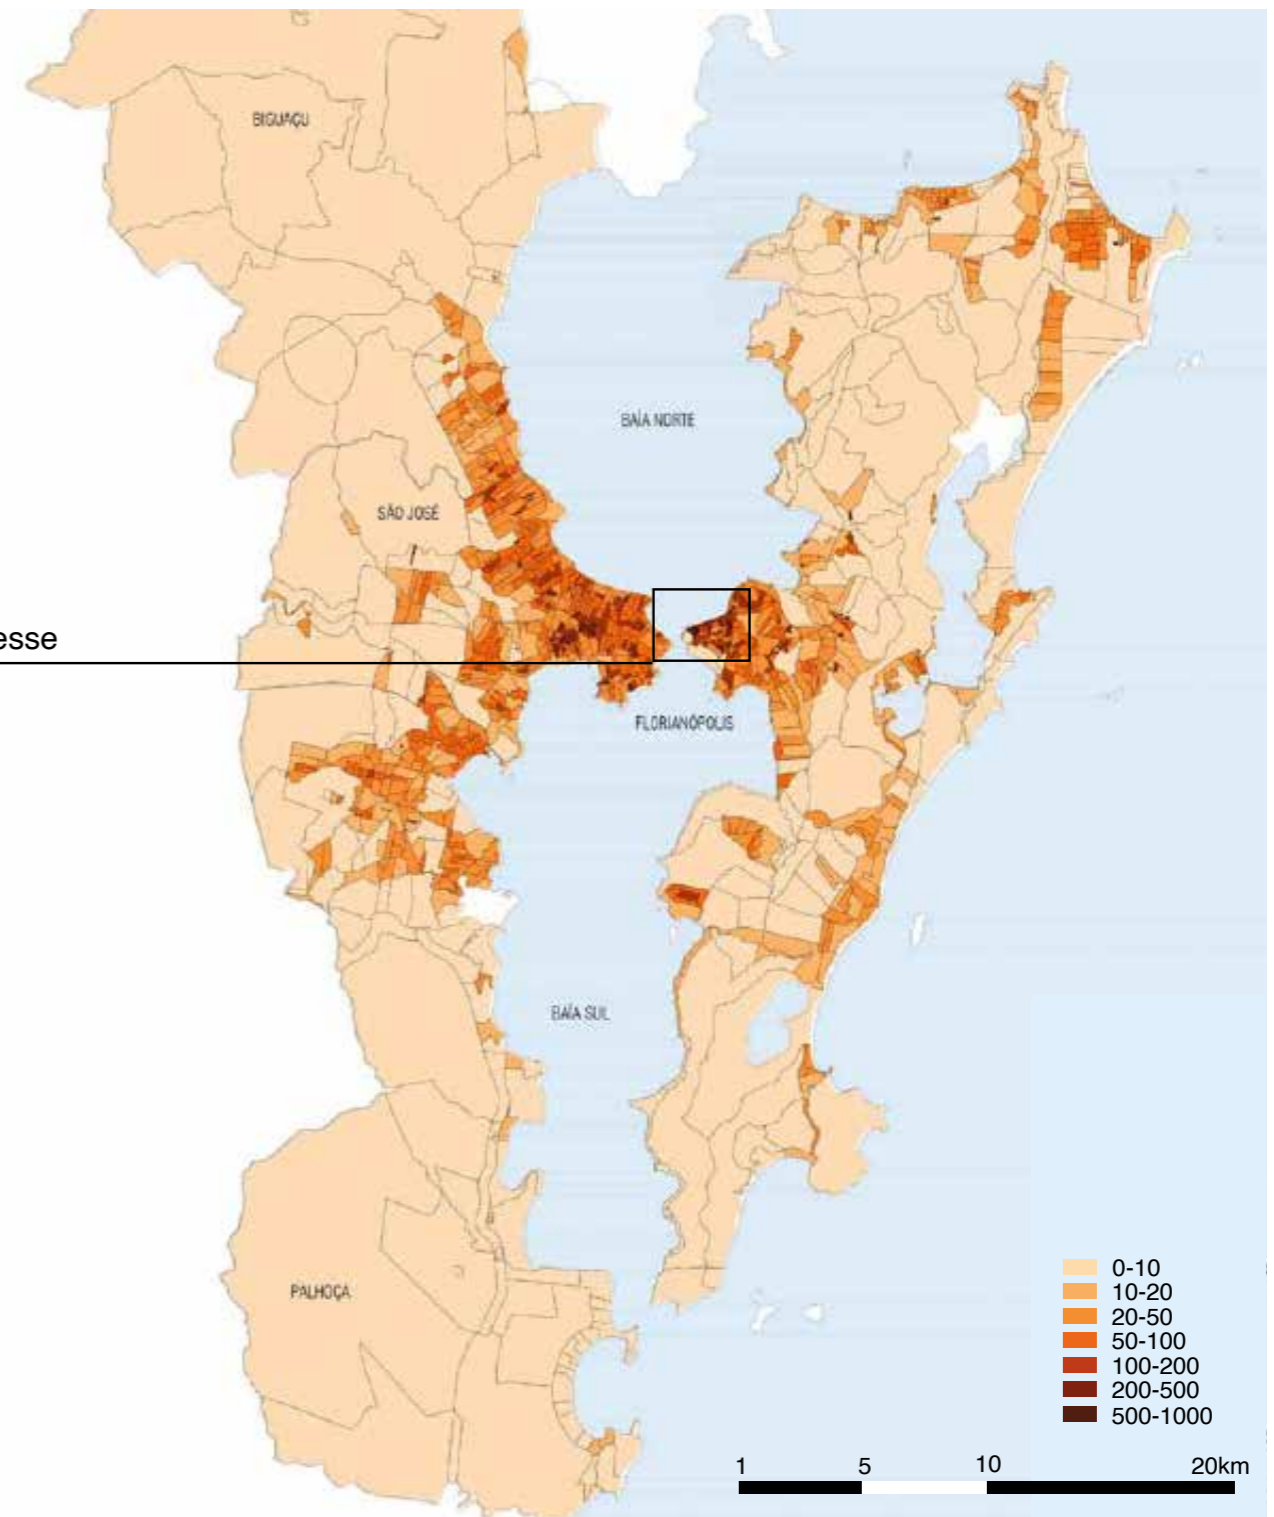 BIGUAÇU
BAÍA NORTE
SÃO JOSÉ
esse
FLORIANÓPOLIS
BAÍA SUL
PALHOÇA
0-10
10-20
20-50
50-100
100-200
200-500
500-1000
1 5 10 20km